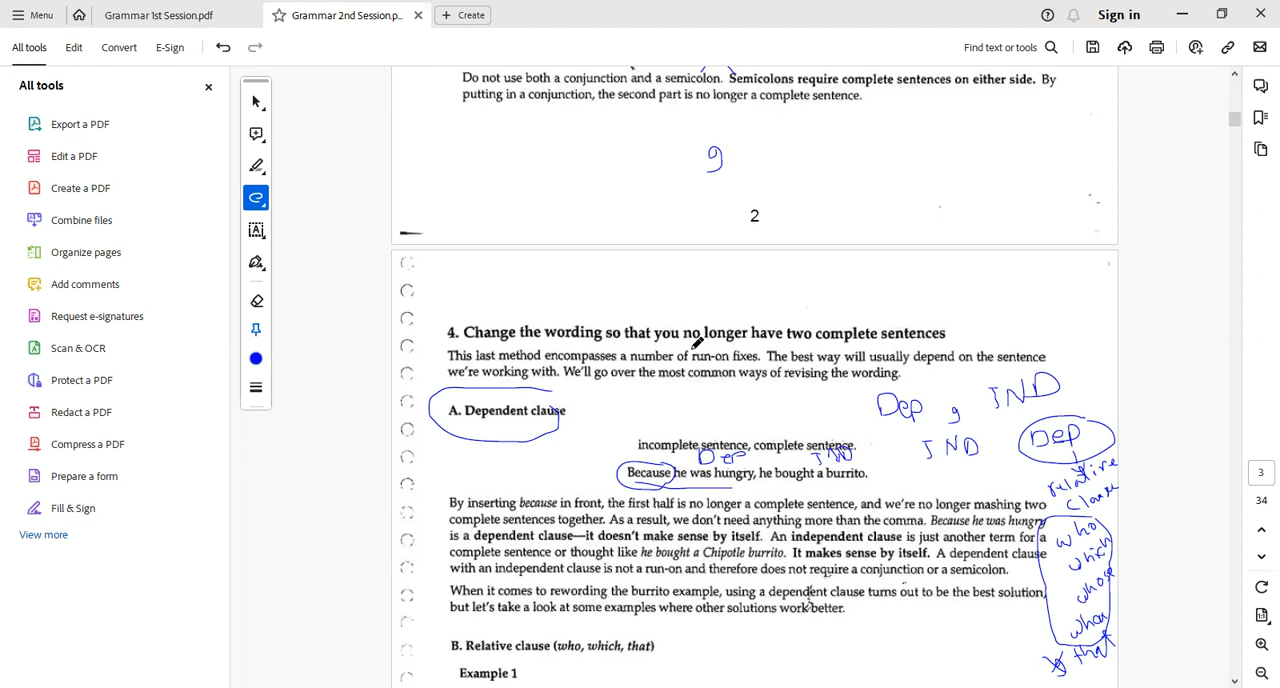 Menu
Grammar 1st Session.pdf
Grammar 2nd Session.p...
Create
Sign in
All tools
Edit
Convert
E-Sign
Find text or tools
All tools
Export a PDF
Edit a PDF
Create a PDF
Combine files
Organize pages
Add comments
Request e-signatures
Scan & OCR
Protect a PDF
Redact a PDF
Compress a PDF
Prepare a form
Fill & Sign
View more
Do not use both a conjunction and a semicolon. Semicolons require complete sentences on either side. By
putting in a conjunction, the second part is no longer a complete sentence.
2
4. Change the wording so that you no longer have two complete sentences
This last method encompasses a number of run-on fixes. The best way will usually depend on the sentence
we're working with. We'll go over the most common ways of revising the wording.
Dep , IND
A. Dependent clause
IND Dep
incomplete sentence, complete sentence.
Dep IND
Because he was hungry, he bought a burrito.
relative
clause
By inserting because in front, the first half is no longer a complete sentence, and we're no longer mashing two
complete sentences together. As a result, we don't need anything more than the comma. Because he was hungry
is a dependent clause—it doesn't make sense by itself. An independent clause is just another term for a
complete sentence or thought like he bought a Chipotle burrito. It makes sense by itself. A dependent clause
with an independent clause is not a run-on and therefore does not require a conjunction or a semicolon.
who
which
whose
When it comes to rewording the burrito example, using a dependent clause turns out to be the best solution,
but let's take a look at some examples where other solutions work better.
that
B. Relative clause (who, which, that)
Example 1
3
34